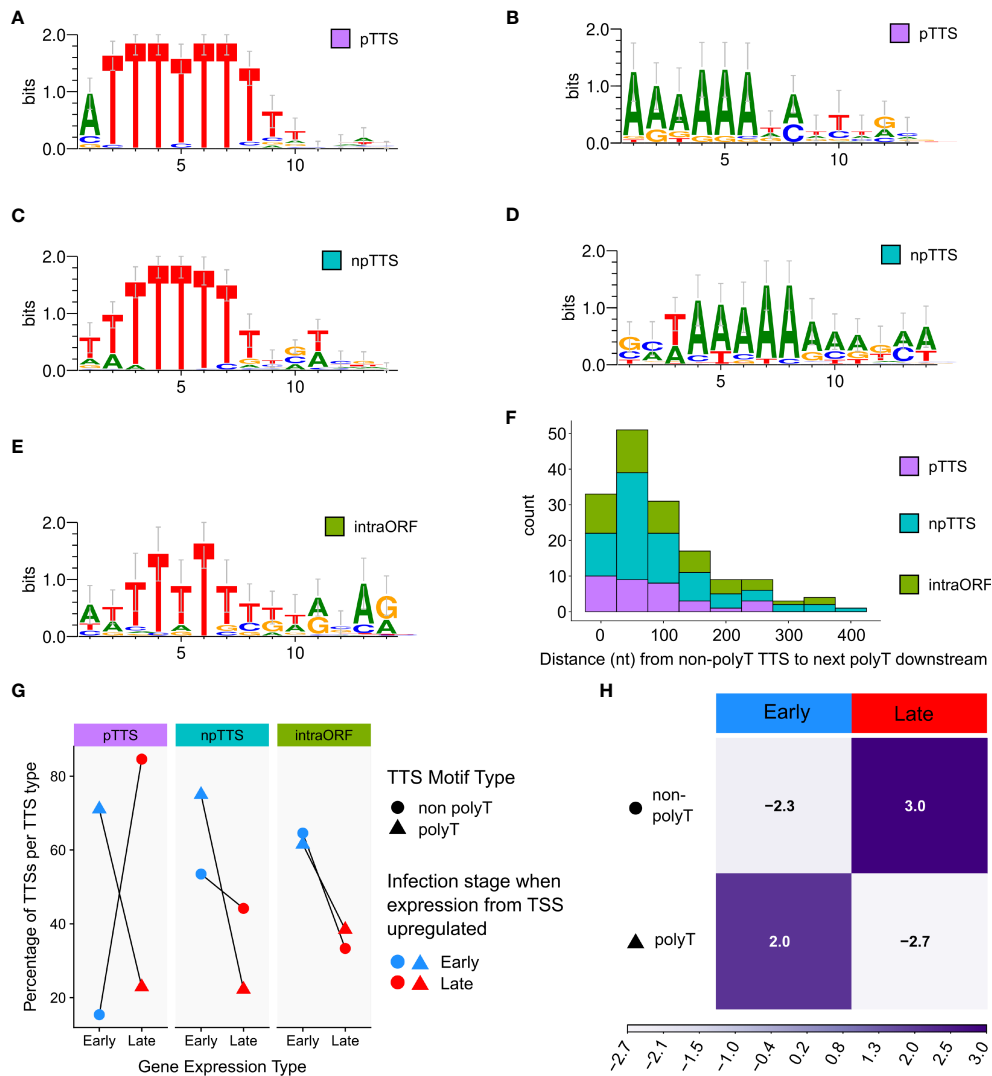 A
pTTS
bits
2.0
1.0
0.0
5
10
B
pTTS
bits
2.0
1.0
0.0
5
10
C
npTTS
bits
2.0
1.0
0.0
5
10
D
npTTS
bits
2.0
1.0
0.0
5
10
E
intraORF
bits
2.0
1.0
0.0
5
10
F
count
50
40
30
20
10
0
0
100
200
300
400
Distance (nt) from non-polyT TTS to next polyT downstream
pTTS
npTTS
intraORF
G
pTTS
npTTS
intraORF
Percentage of TTSs per TTS type
80
60
40
20
Early
Late
Early
Late
Early
Late
Gene Expression Type
TTS Motif Type
non polyT
polyT
Infection stage when
expression from TSS
upregulated
Early
Late
H
Early
Late
non-
polyT
−2.3
3.0
polyT
2.0
−2.7
−2.7
−2.1
−1.5
−1.0
−0.4
0.2
0.8
1.3
1.9
2.5
3.0